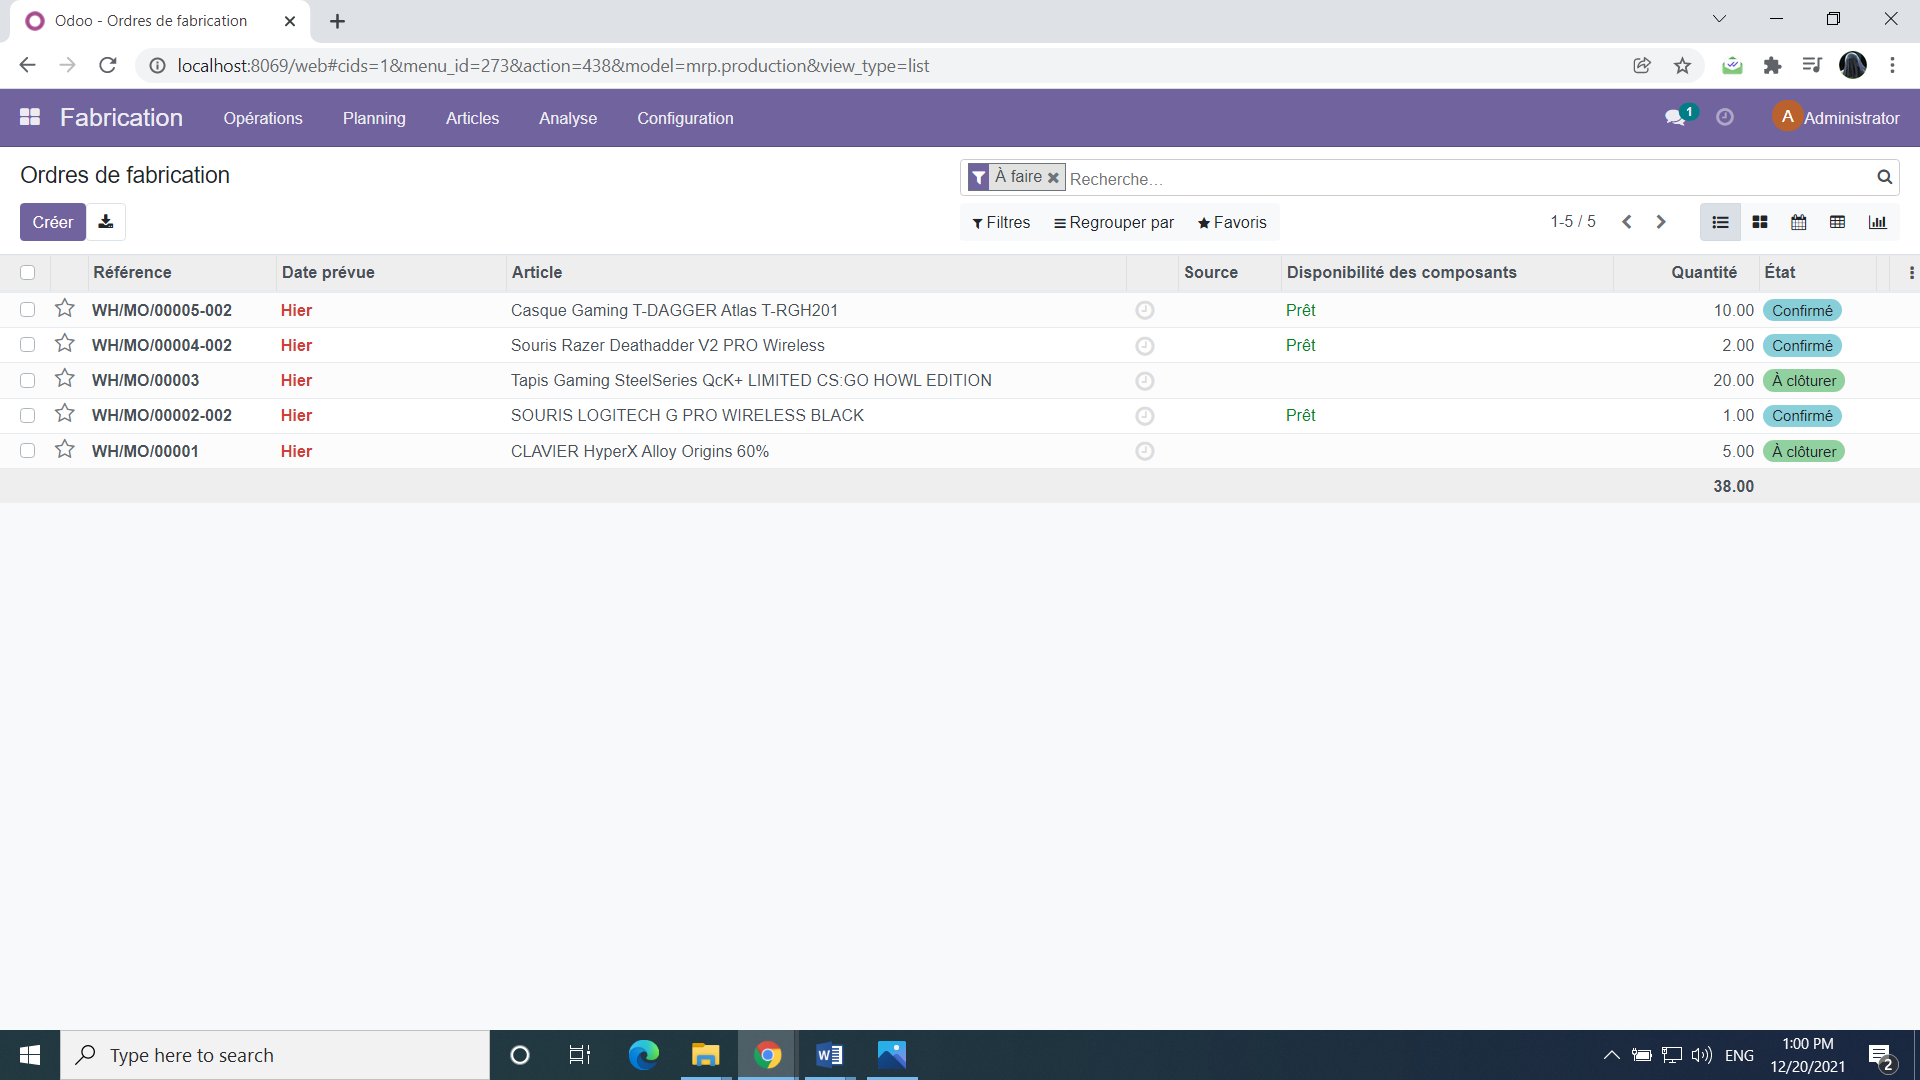 Odoo - Ordres de fabrication
localhost:8069/web#cids=1&menu_id=273&action=438&model=mrp.production&view_type=list
Fabrication Opérations Planning Articles Analyse Configuration 1 A Administrator
Ordres de fabrication À faire Recherche...
Créer Filtres Regrouper par Favoris 1-5 / 5
Référence Date prévue Article Source Disponibilité des composants Quantité État
WH/MO/00005-002 Hier Casque Gaming T-DAGGER Atlas T-RGH201 Prêt 10.00 Confirmé
WH/MO/00004-002 Hier Souris Razer Deathadder V2 PRO Wireless Prêt 2.00 Confirmé
WH/MO/00003 Hier Tapis Gaming SteelSeries QcK+ LIMITED CS:GO HOWL EDITION 20.00 À clôturer
WH/MO/00002-002 Hier SOURIS LOGITECH G PRO WIRELESS BLACK Prêt 1.00 Confirmé
WH/MO/00001 Hier CLAVIER HyperX Alloy Origins 60% 5.00 À clôturer
38.00
Type here to search W ENG 1:00 PM
12/20/2021 2